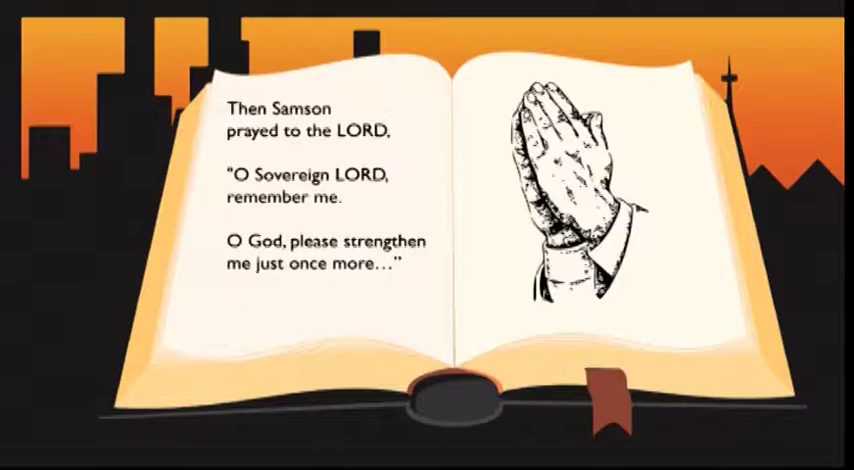 Then Samson
prayed to the LORD,
"O Sovereign LORD,
remember me.
O God, please strengthen
me just once more…”